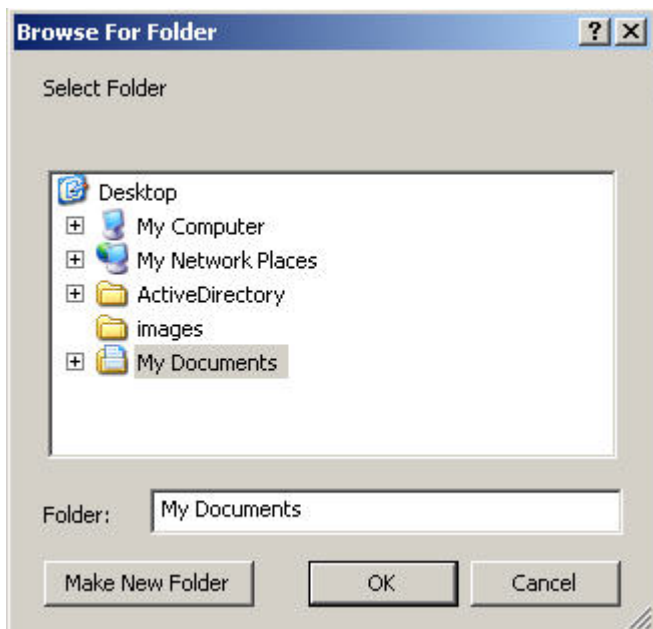 Browse For Folder
Select Folder
Desktop
My Computer
My Network Places
ActiveDirectory
images
My Documents
Folder: My Documents
Make New Folder OK Cancel